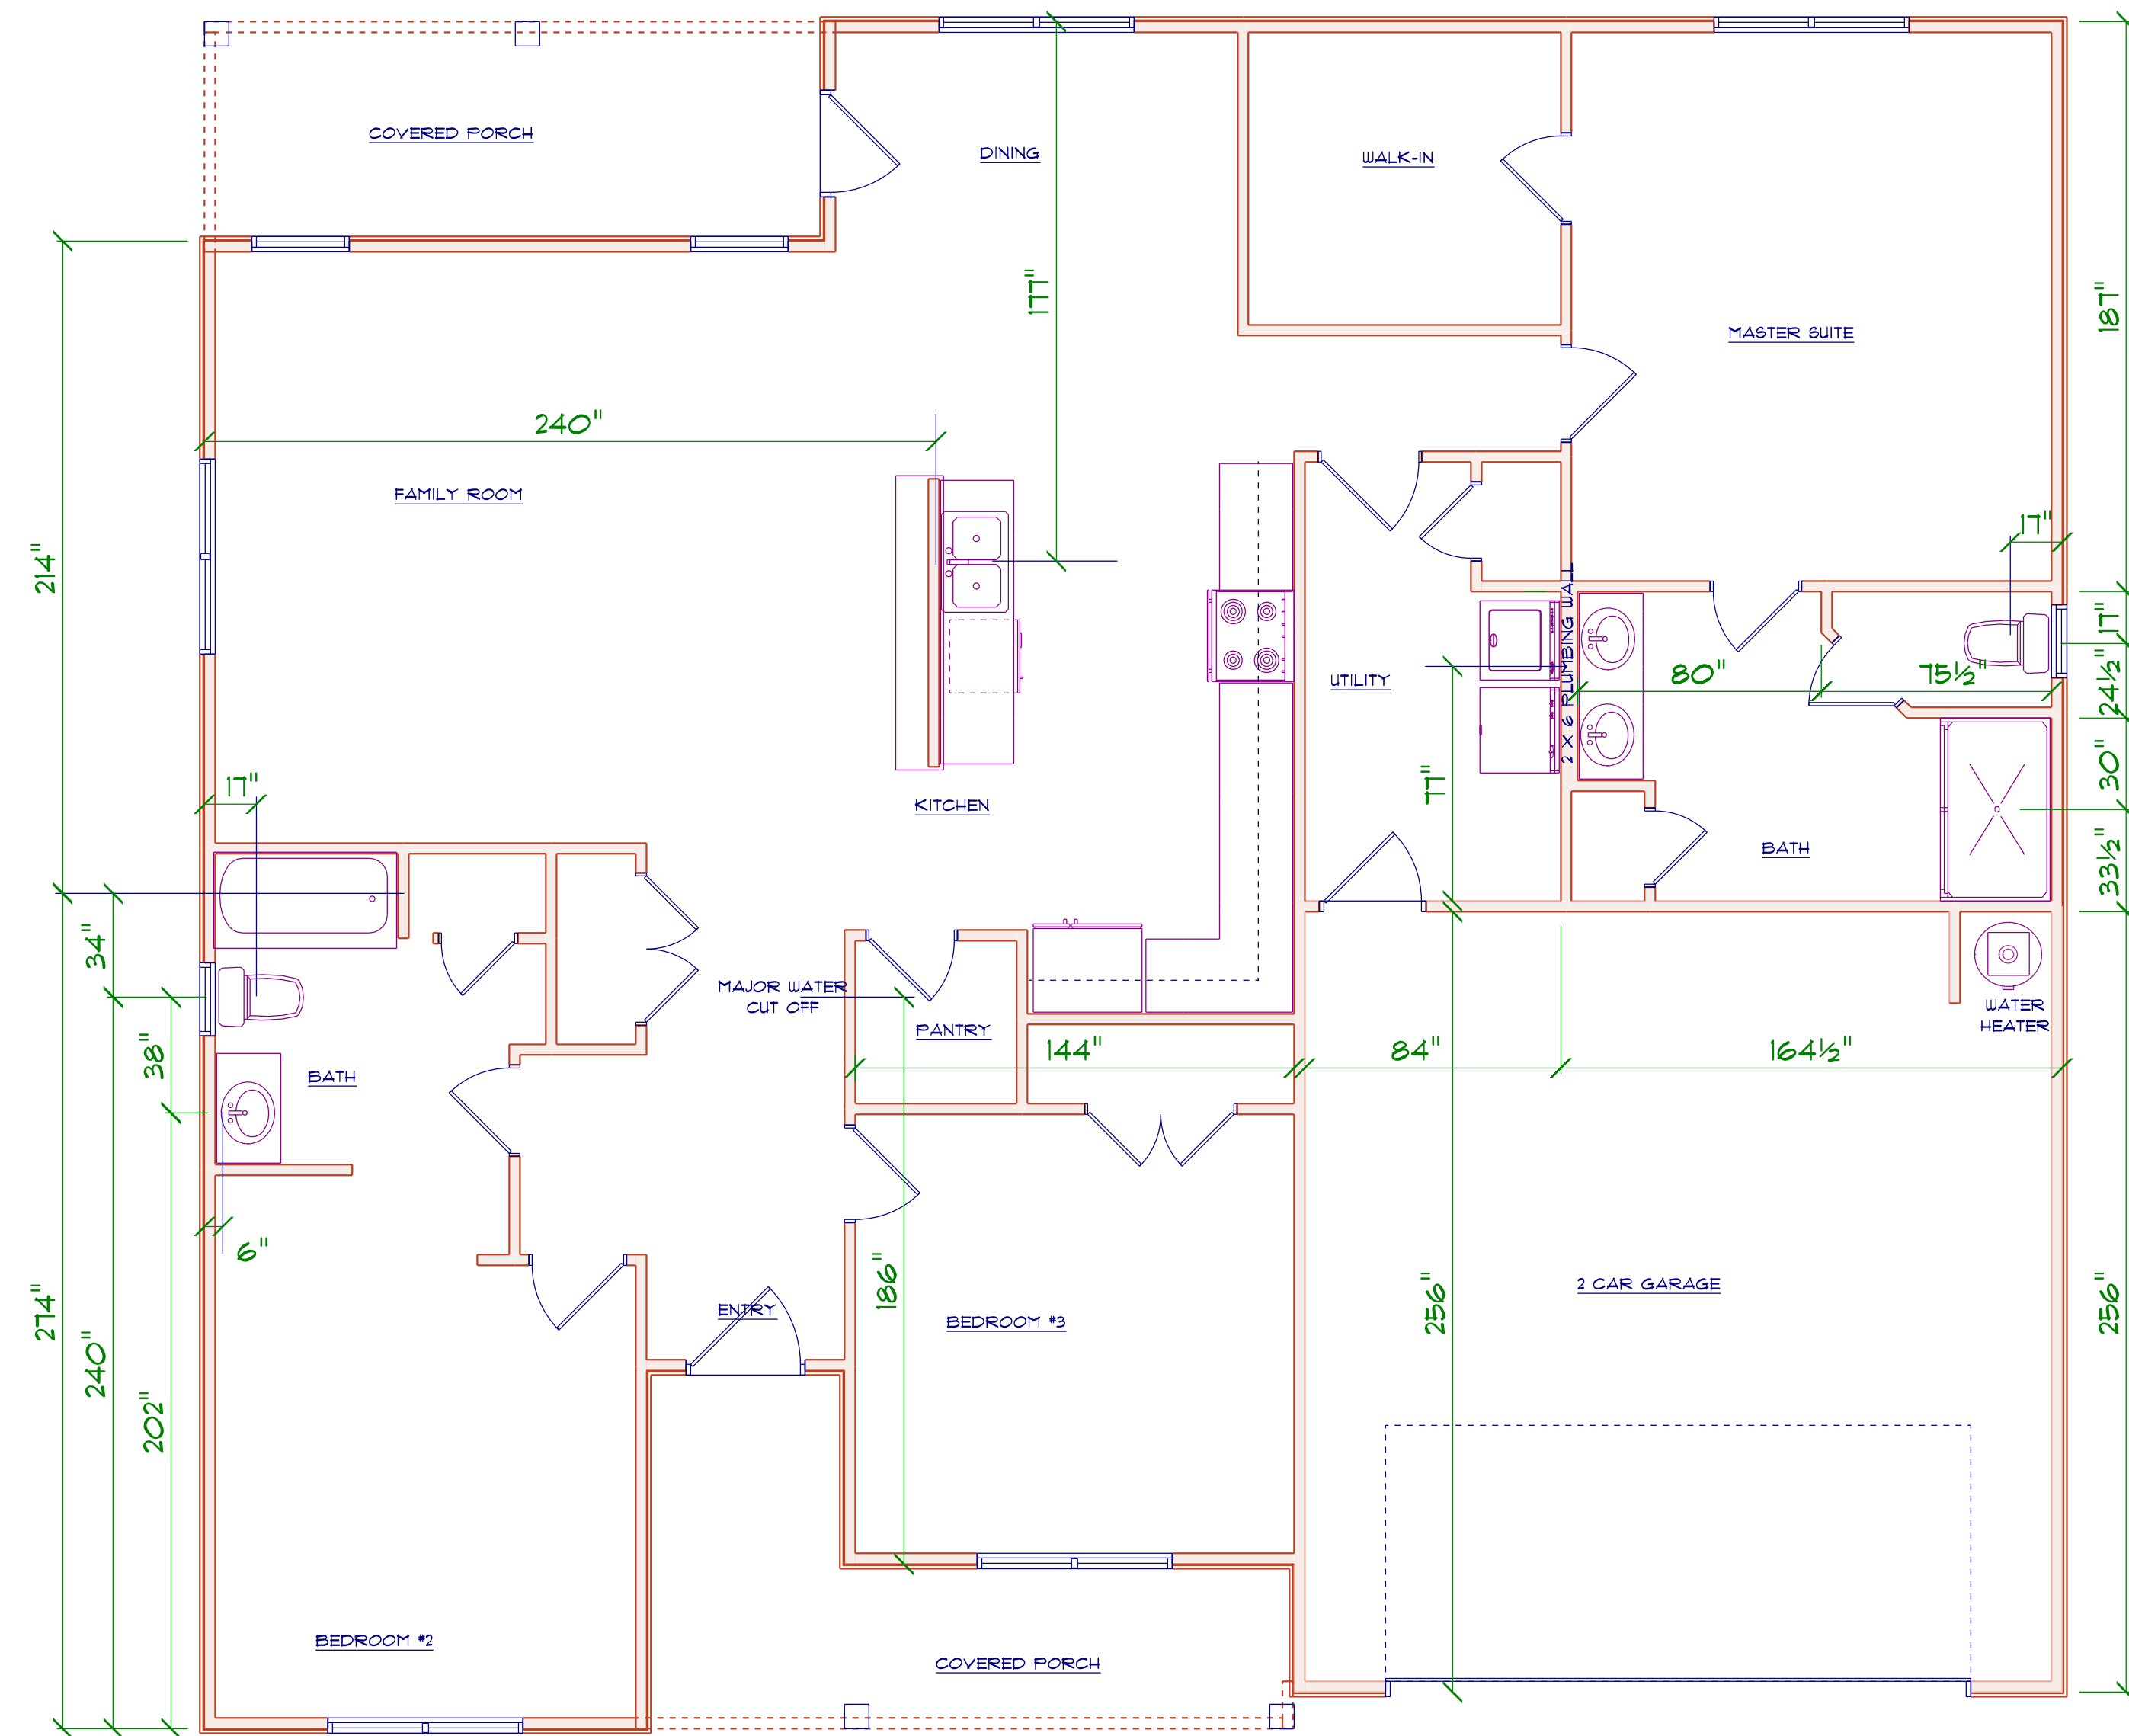 COVERED PORCH
DINING
WALK-IN
177"
187"
MASTER SUITE
240"
FAMILY ROOM
17"
214"
2 X 6 PLUMBING WALL
17"
UTILITY
80"
75½"
24½"
17"
77"
30"
KITCHEN
BATH
33½"
34"
MAJOR WATER
CUT OFF
PANTRY
WATER
HEATER
38"
144"
84"
164½"
BATH
6"
186"
2 CAR GARAGE
274"
240"
ENTRY
BEDROOM #3
256"
256"
202"
BEDROOM #2
COVERED PORCH